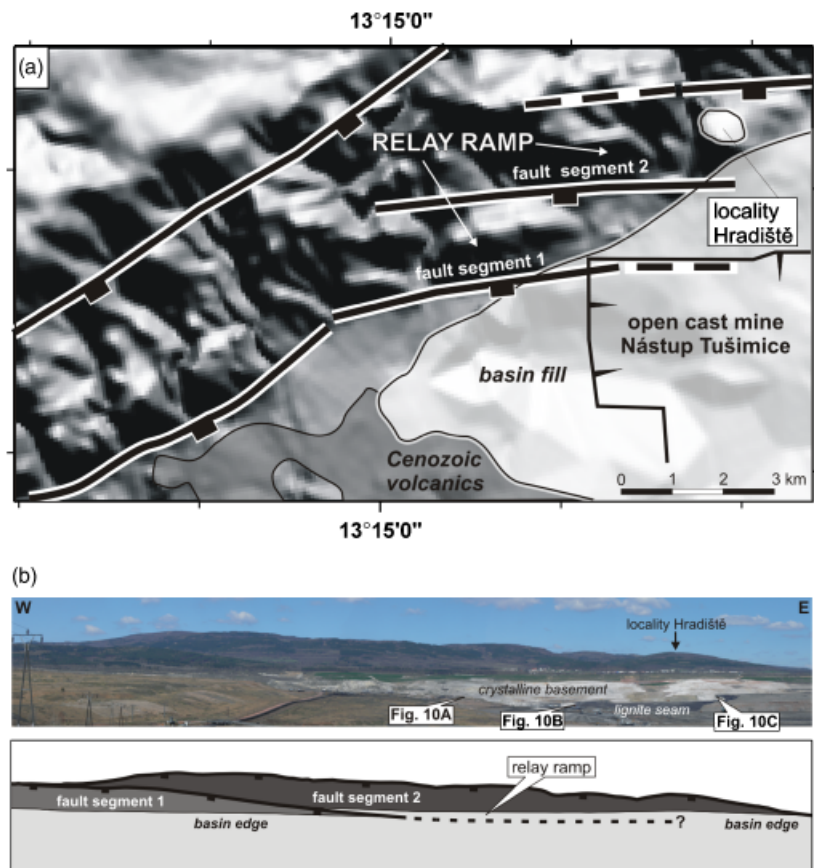 13°15'0"
(a)
RELAY RAMP
fault segment 2
locality
Hradiště
fault segment 1
open cast mine
Nástup Tušimice
basin fill
Cenozoic
volcanics
0 1 2 3 km
13°15'0"
(b)
W
E
locality Hradiště
crystalline basement
Fig. 10A
Fig. 10B
lignite seam
Fig. 10C
relay ramp
fault segment 1
fault segment 2
?
basin edge
basin edge